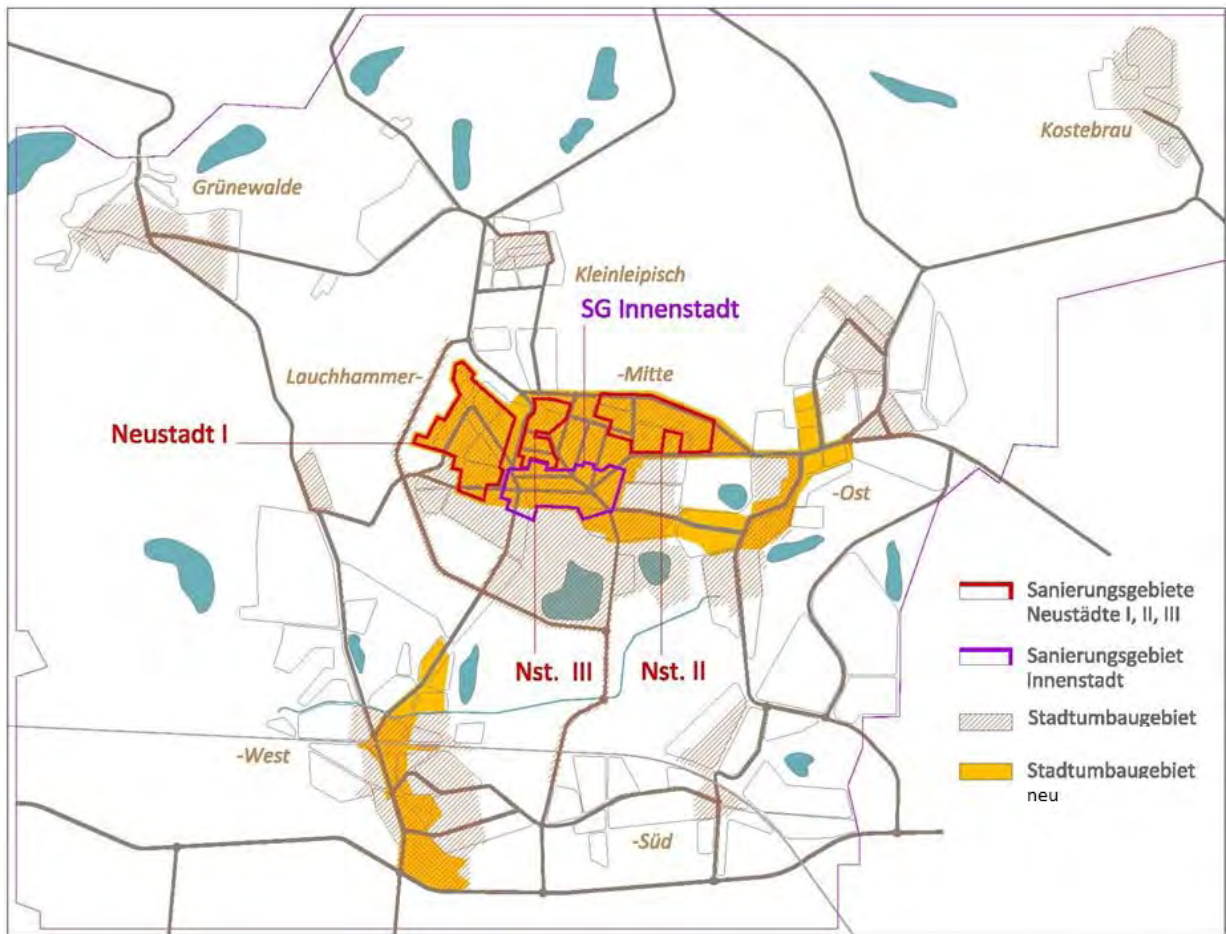 Kostebrau
Grünewalde
Kleinleipisch
SG Innenstadt
Lauchhammer-
-Mitte
Neustadt I
-Ost
Sanierungsgebiete
Neustädte I, II, III
Nst. III
Nst. II
Sanierungsgebiet
Innenstadt
Stadtumbaugebiet
-West
Stadtumbaugebiet
neu
-Süd